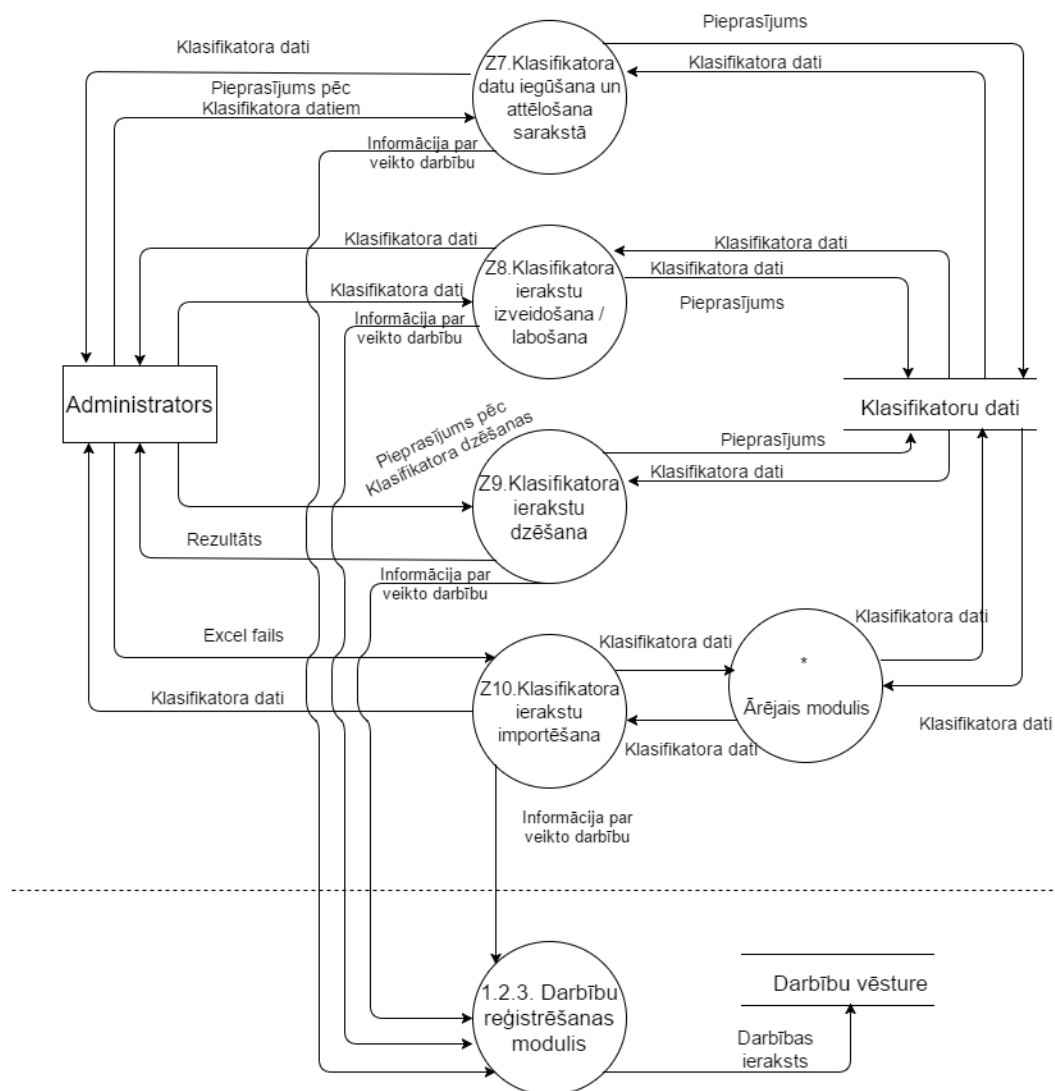 Pieprasījums
Klasifikatora dati
Z7.Klasifikatora
datu iegūšana un
attēlošana
sarakstā
Klasifikatora dati
Pieprasījums pēc
Klasifikatora datiem
Informācija par
veikto darbību
Klasifikatora dati
Z8.Klasifikatora
ierakstu
izveidošana /
labošana
Klasifikatora dati
Klasifikatora dati
Pieprasījums
Klasifikatora dati
Informācija par
veikto darbību
Administrators
Klasifikatoru dati
Pieprasījums pēc
Klasifikatora dzēšanas
Pieprasījums
Klasifikatora dati
Z9.Klasifikatora
ierakstu
dzēšana
Rezultāts
Informācija par
veikto darbību
Excel fails
Klasifikatora dati
Klasifikatora dati
*
Ārējais modulis
Klasifikatora dati
Z10.Klasifikatora
ierakstu
importēšana
Klasifikatora dati
Klasifikatora dati
Informācija par
veikto darbību
1.2.3. Darbību
reģistrēšanas
modulis
Darbību vēsture
Darbības
ieraksts